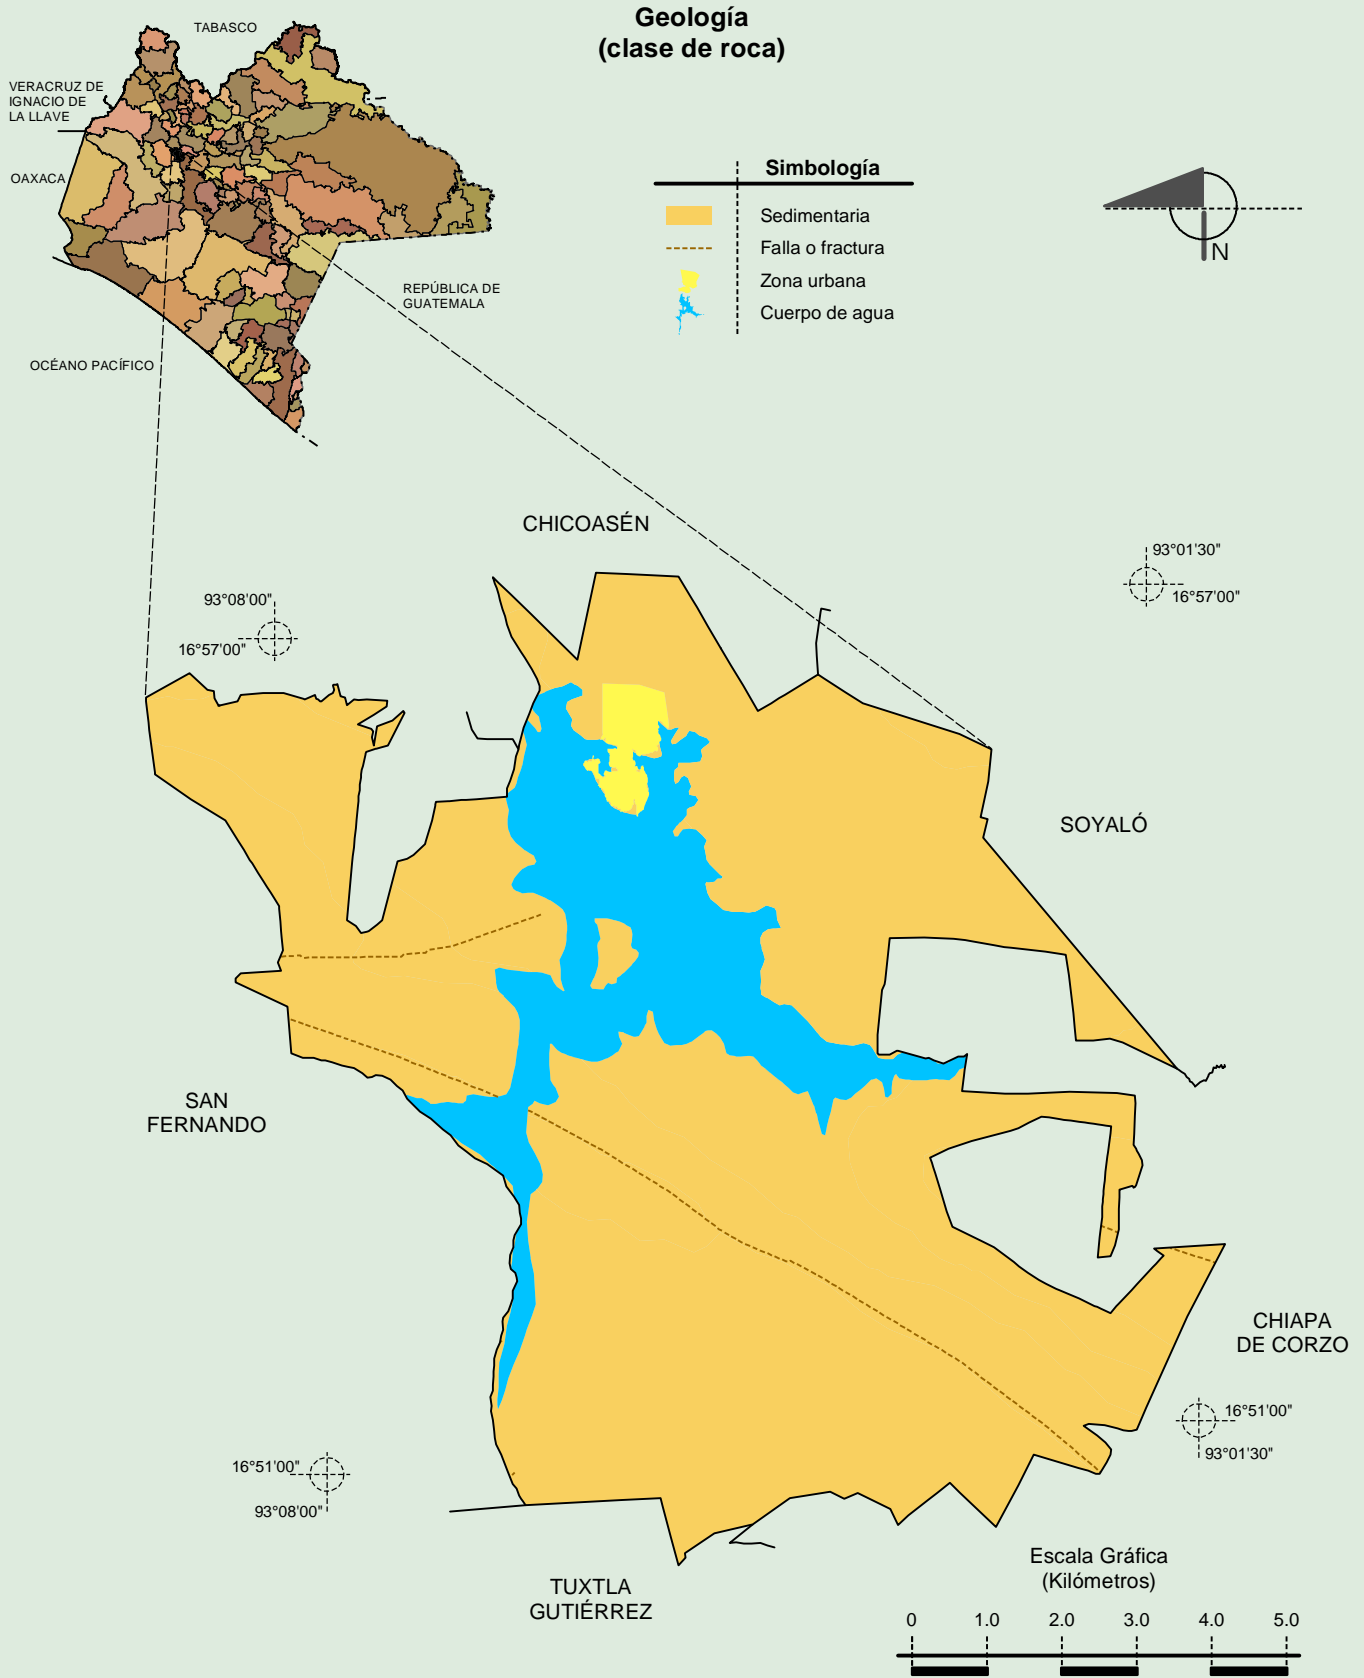 Geología
(clase de roca)
TABASCO
VERACRUZ DE
IGNACIO DE
LA LLAVE
OAXACA
REPÚBLICA DE
GUATEMALA
OCÉANO PACÍFICO
Simbología
Sedimentaria
Falla o fractura
Zona urbana
Cuerpo de agua
N
CHICOASÉN
93°01'30"
16°57'00"
93°08'00"
16°57'00"
SOYALÓ
SAN
FERNANDO
CHIAPA
DE CORZO
16°51'00"
93°01'30"
16°51'00"
93°08'00"
TUXTLA
GUTIÉRREZ
Escala Gráfica
(Kilómetros)
0 1.0 2.0 3.0 4.0 5.0